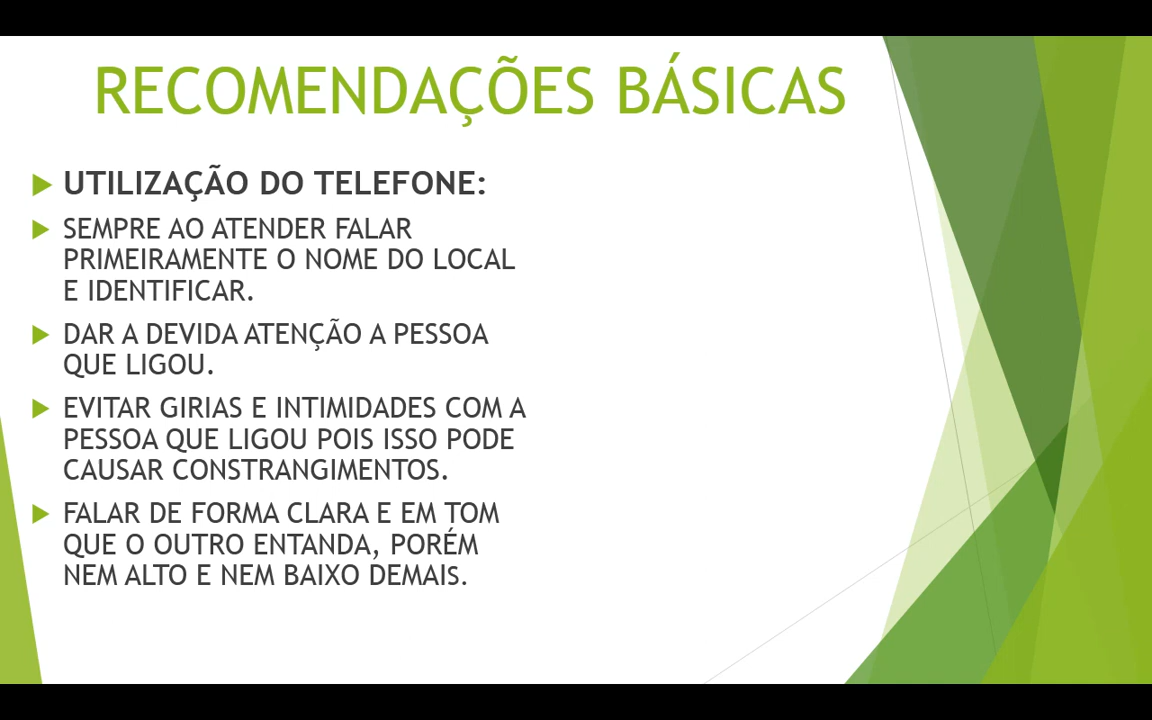 RECOMENDAÇÕES BÁSICAS
UTILIZAÇÃO DO TELEFONE:
SEMPRE AO ATENDER FALAR
PRIMEIRAMENTE O NOME DO LOCAL
E IDENTIFICAR.
DAR A DEVIDA ATENÇÃO A PESSOA
QUE LIGOU.
EVITAR GIRIAS E INTIMIDADES COM A
PESSOA QUE LIGOU POIS ISSO PODE
CAUSAR CONSTRANGIMENTOS.
FALAR DE FORMA CLARA E EM TOM
QUE O OUTRO ENTANDA, PORÉM
NEM ALTO E NEM BAIXO DEMAIs.